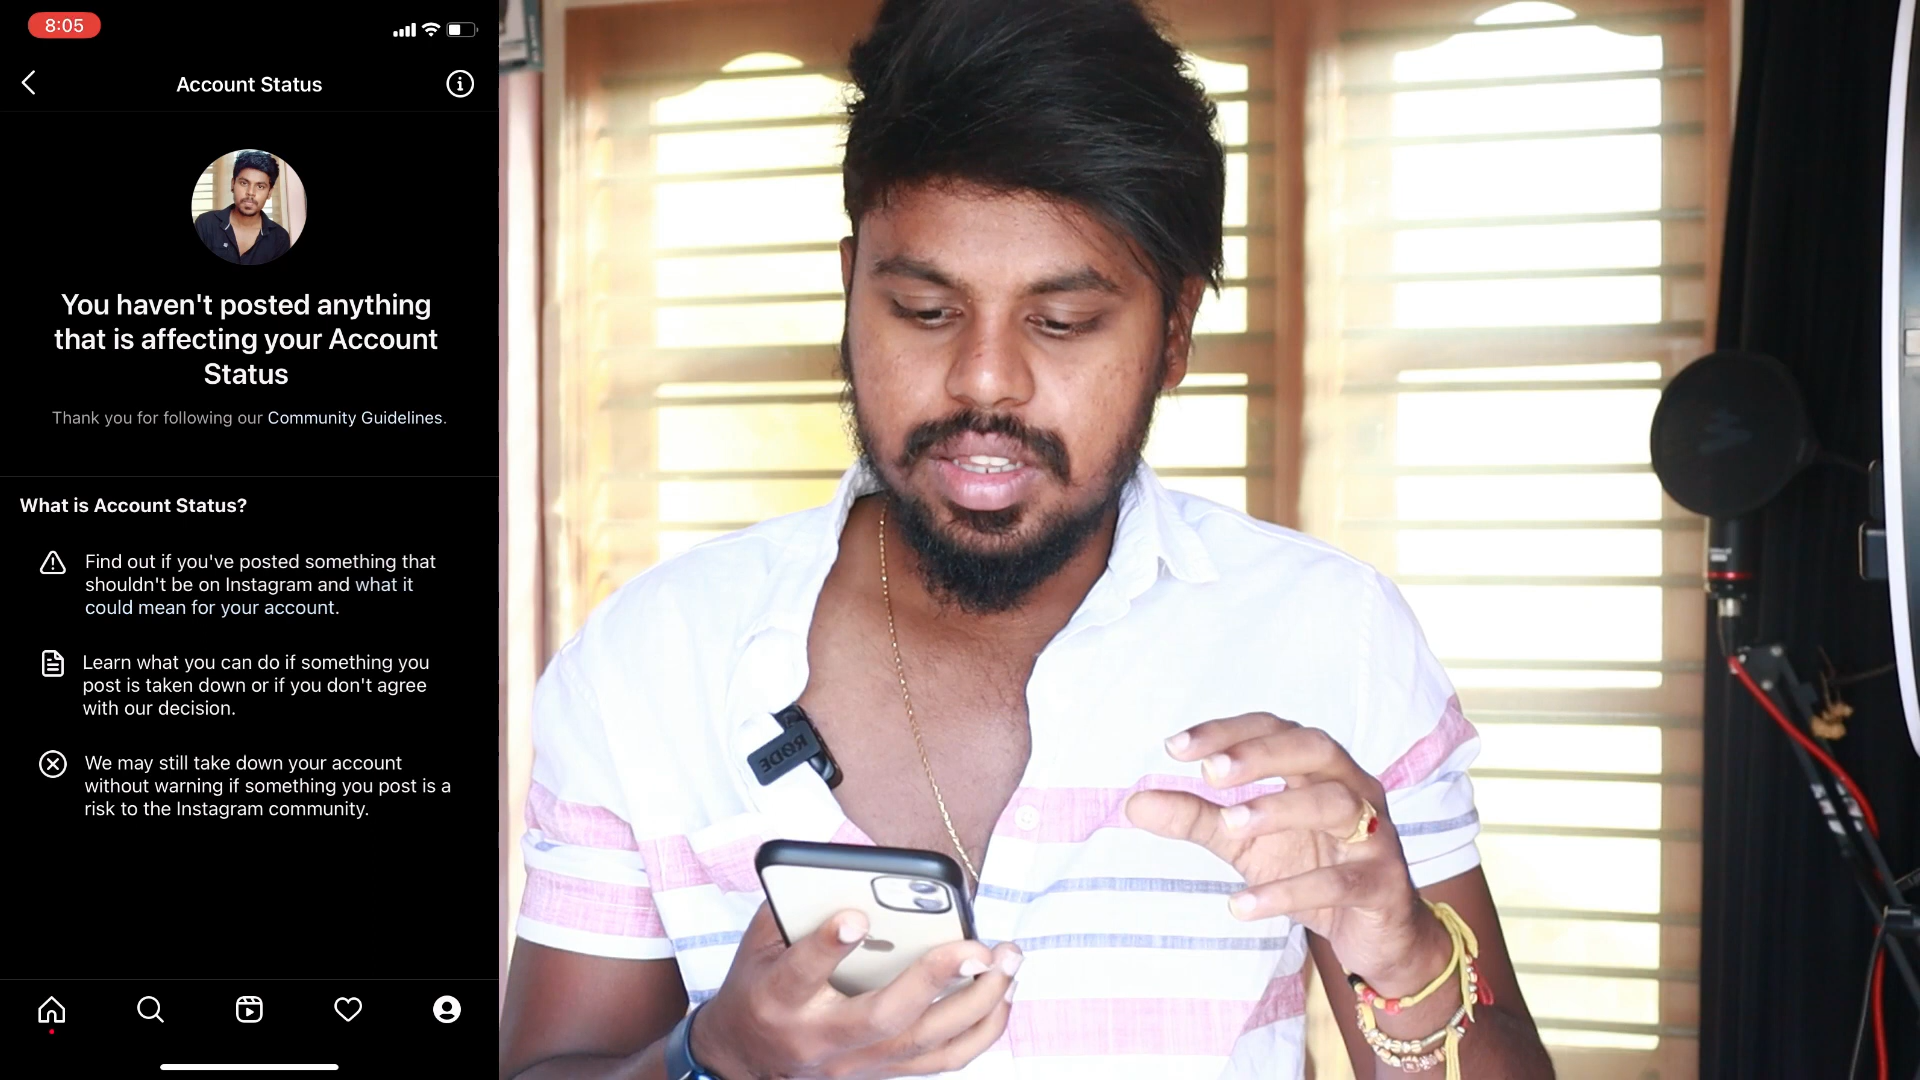 8:05
Account Status
You haven't posted anything
that is affecting your Account
Status
Thank you for following our Community Guidelines.
What is Account Status?
Find out if you've posted something that
shouldn't be on Instagram and what it
could mean for your account.
Learn what you can do if something you
post is taken down or if you don't agree
with our decision.
We may still take down your account
without warning if something you post is a
risk to the Instagram community.
RØDE